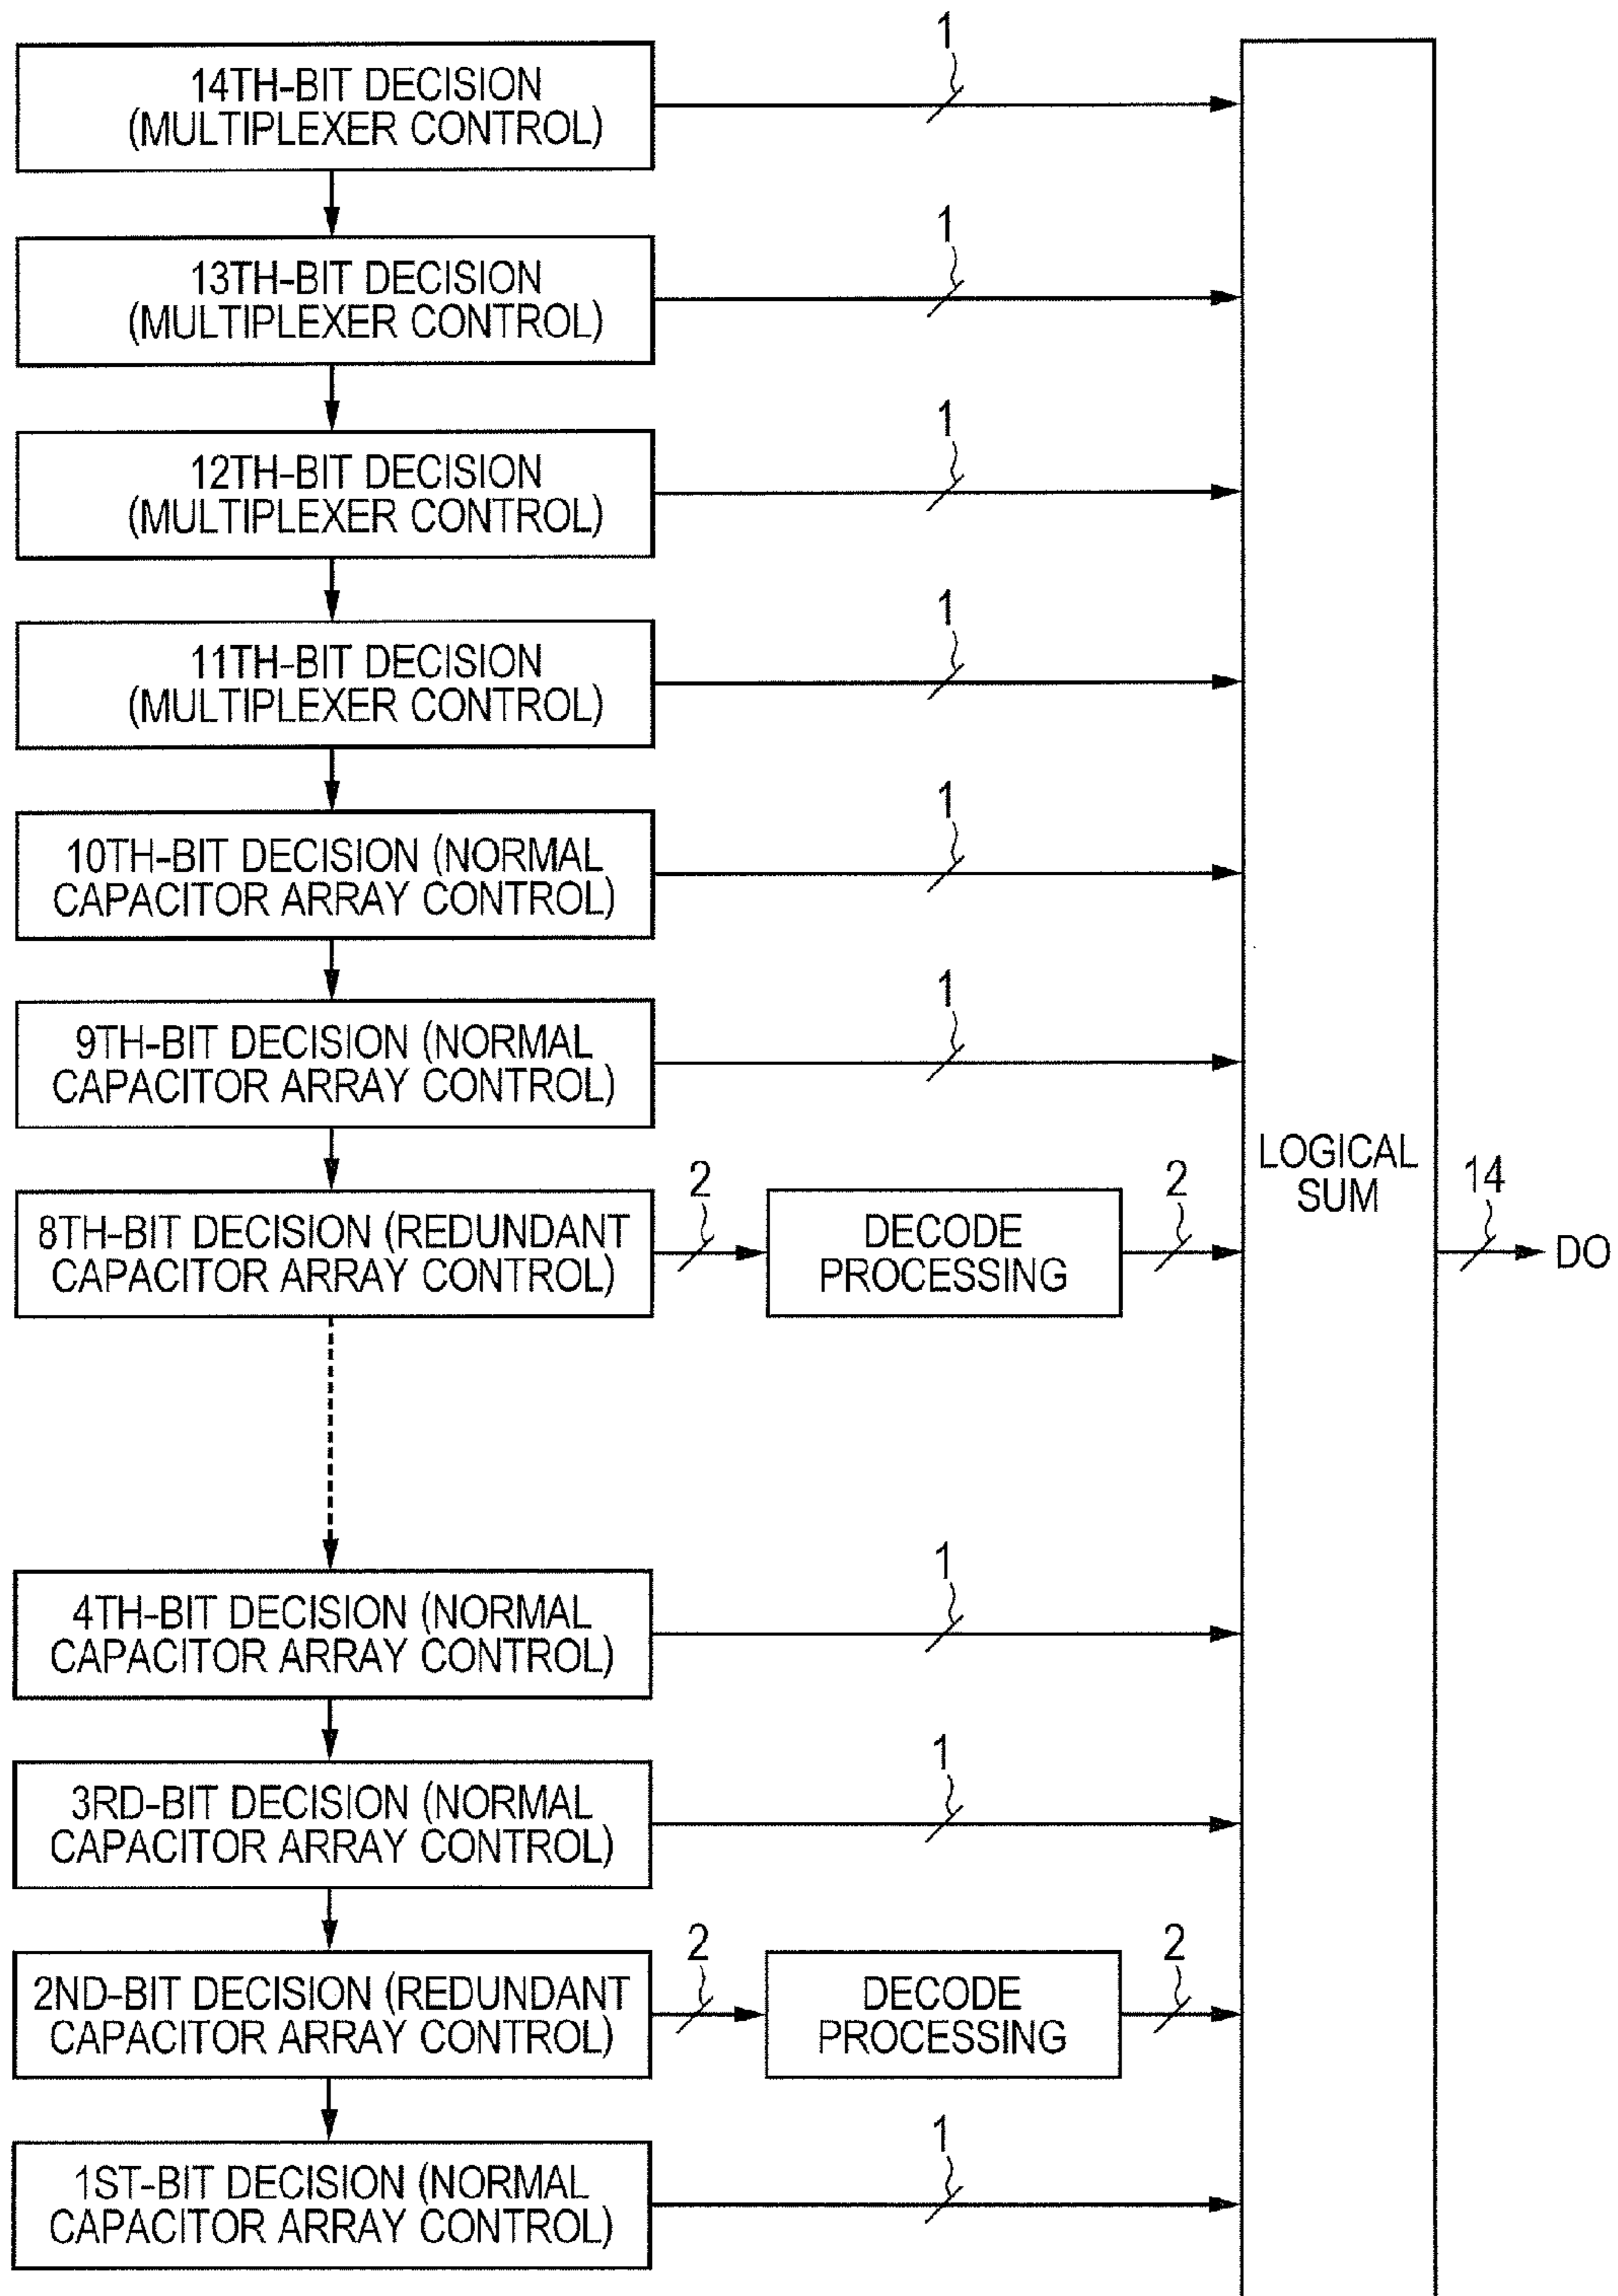 14TH-BIT DECISION
(MULTIPLEXER CONTROL)
1
13TH-BIT DECISION
(MULTIPLEXER CONTROL)
1
12TH-BIT DECISION
(MULTIPLEXER CONTROL)
1
11TH-BIT DECISION
(MULTIPLEXER CONTROL)
1
10TH-BIT DECISION (NORMAL
CAPACITOR ARRAY CONTROL)
1
9TH-BIT DECISION (NORMAL
CAPACITOR ARRAY CONTROL)
1
8TH-BIT DECISION (REDUNDANT
CAPACITOR ARRAY CONTROL)
2
DECODE
PROCESSING
2
LOGICAL
SUM
14
DO
4TH-BIT DECISION (NORMAL
CAPACITOR ARRAY CONTROL)
1
3RD-BIT DECISION (NORMAL
CAPACITOR ARRAY CONTROL)
1
2ND-BIT DECISION (REDUNDANT
CAPACITOR ARRAY CONTROL)
2
DECODE
PROCESSING
2
1ST-BIT DECISION (NORMAL
CAPACITOR ARRAY CONTROL)
1